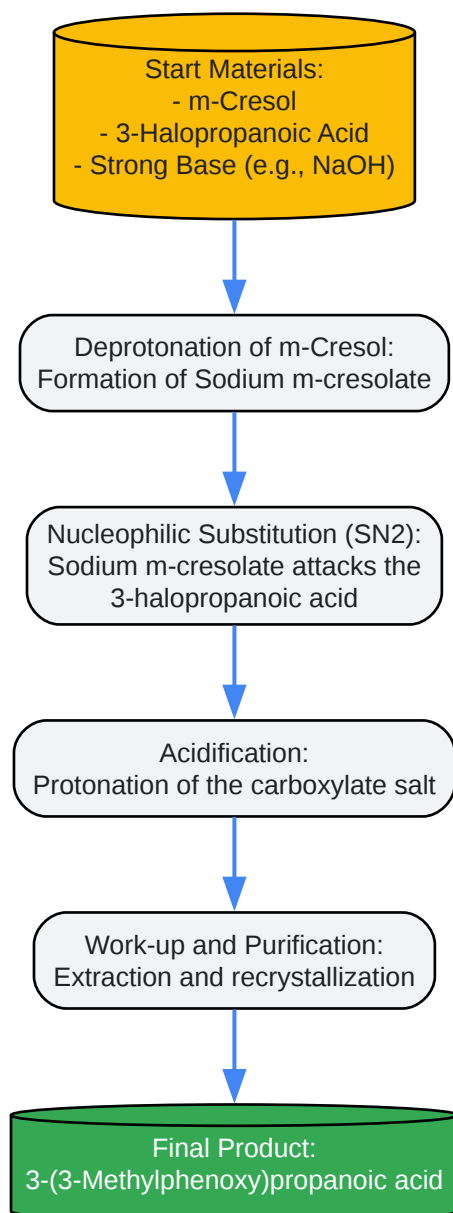 Start Materials:
- m-Cresol
- 3-Halopropanoic Acid
- Strong Base (e.g., NaOH)
Deprotonation of m-Cresol:
Formation of Sodium m-cresolate
Nucleophilic Substitution (SN2):
Sodium m-cresolate attacks the
3-halopropanoic acid
Acidification:
Protonation of the carboxylate salt
Work-up and Purification:
Extraction and recrystallization
Final Product:
3-(3-Methylphenoxy)propanoic acid